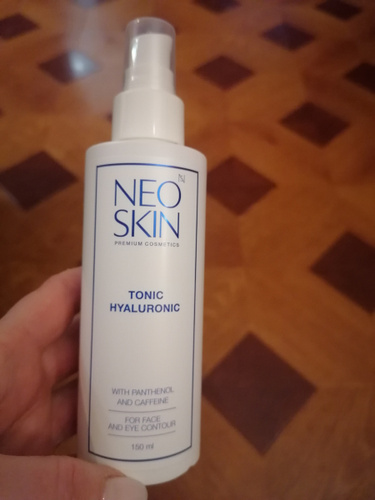 N
NEO
SKIN
PREMIUM COSMETICS
TONIC
HYALURONIC
WITH PANTHENOL
AND CAFFEINE
FOR FACE
AND EYE CONTOUR
150 ml